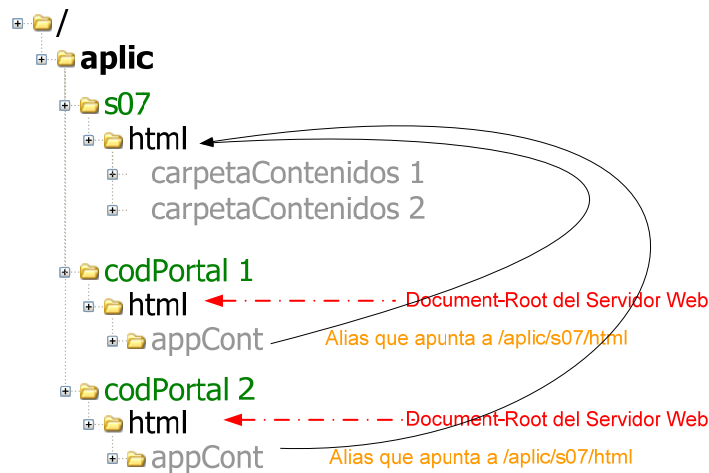 /
aplic
s07
html
carpetaContenidos 1
carpetaContenidos 2
codPortal 1
html Document-Root del Servidor Web
appCont Alias que apunta a /aplic/s07/html
codPortal 2
html Document-Root del Servidor Web
appCont Alias que apunta a /aplic/s07/html